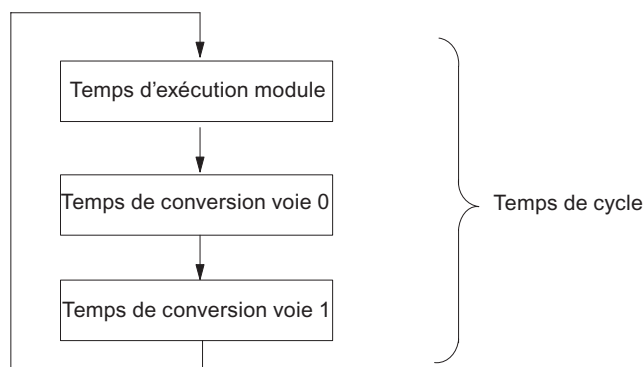 Temps d'exécution module
Temps de conversion voie 0
Temps de cycle
Temps de conversion voie 1